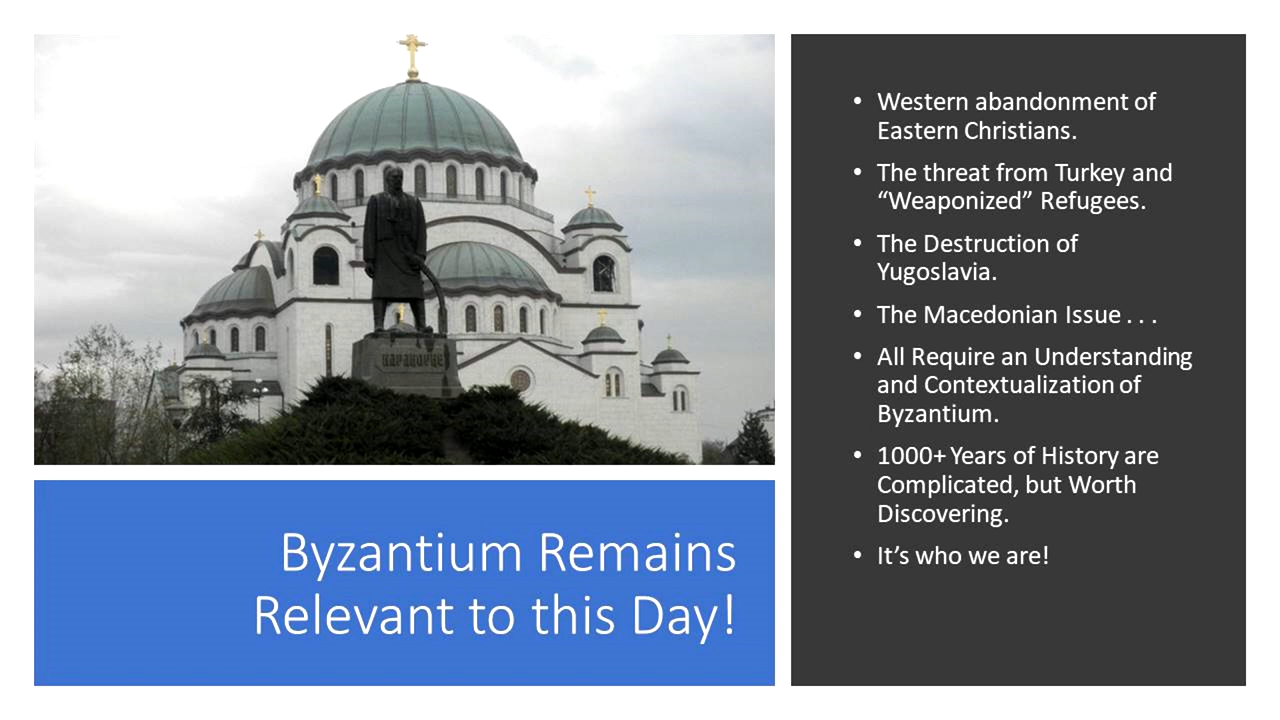 Western abandonment of
Eastern Christians.
The threat from Turkey and
“Weaponized” Refugees.
The Destruction of
Yugoslavia.
The Macedonian Issue . . .
All Require an Understanding
and Contextualization of
Byzantium.
1000+ Years of History are
Complicated, but Worth
Discovering.
It’s who we are!
Byzantium Remains
Relevant to this Day!